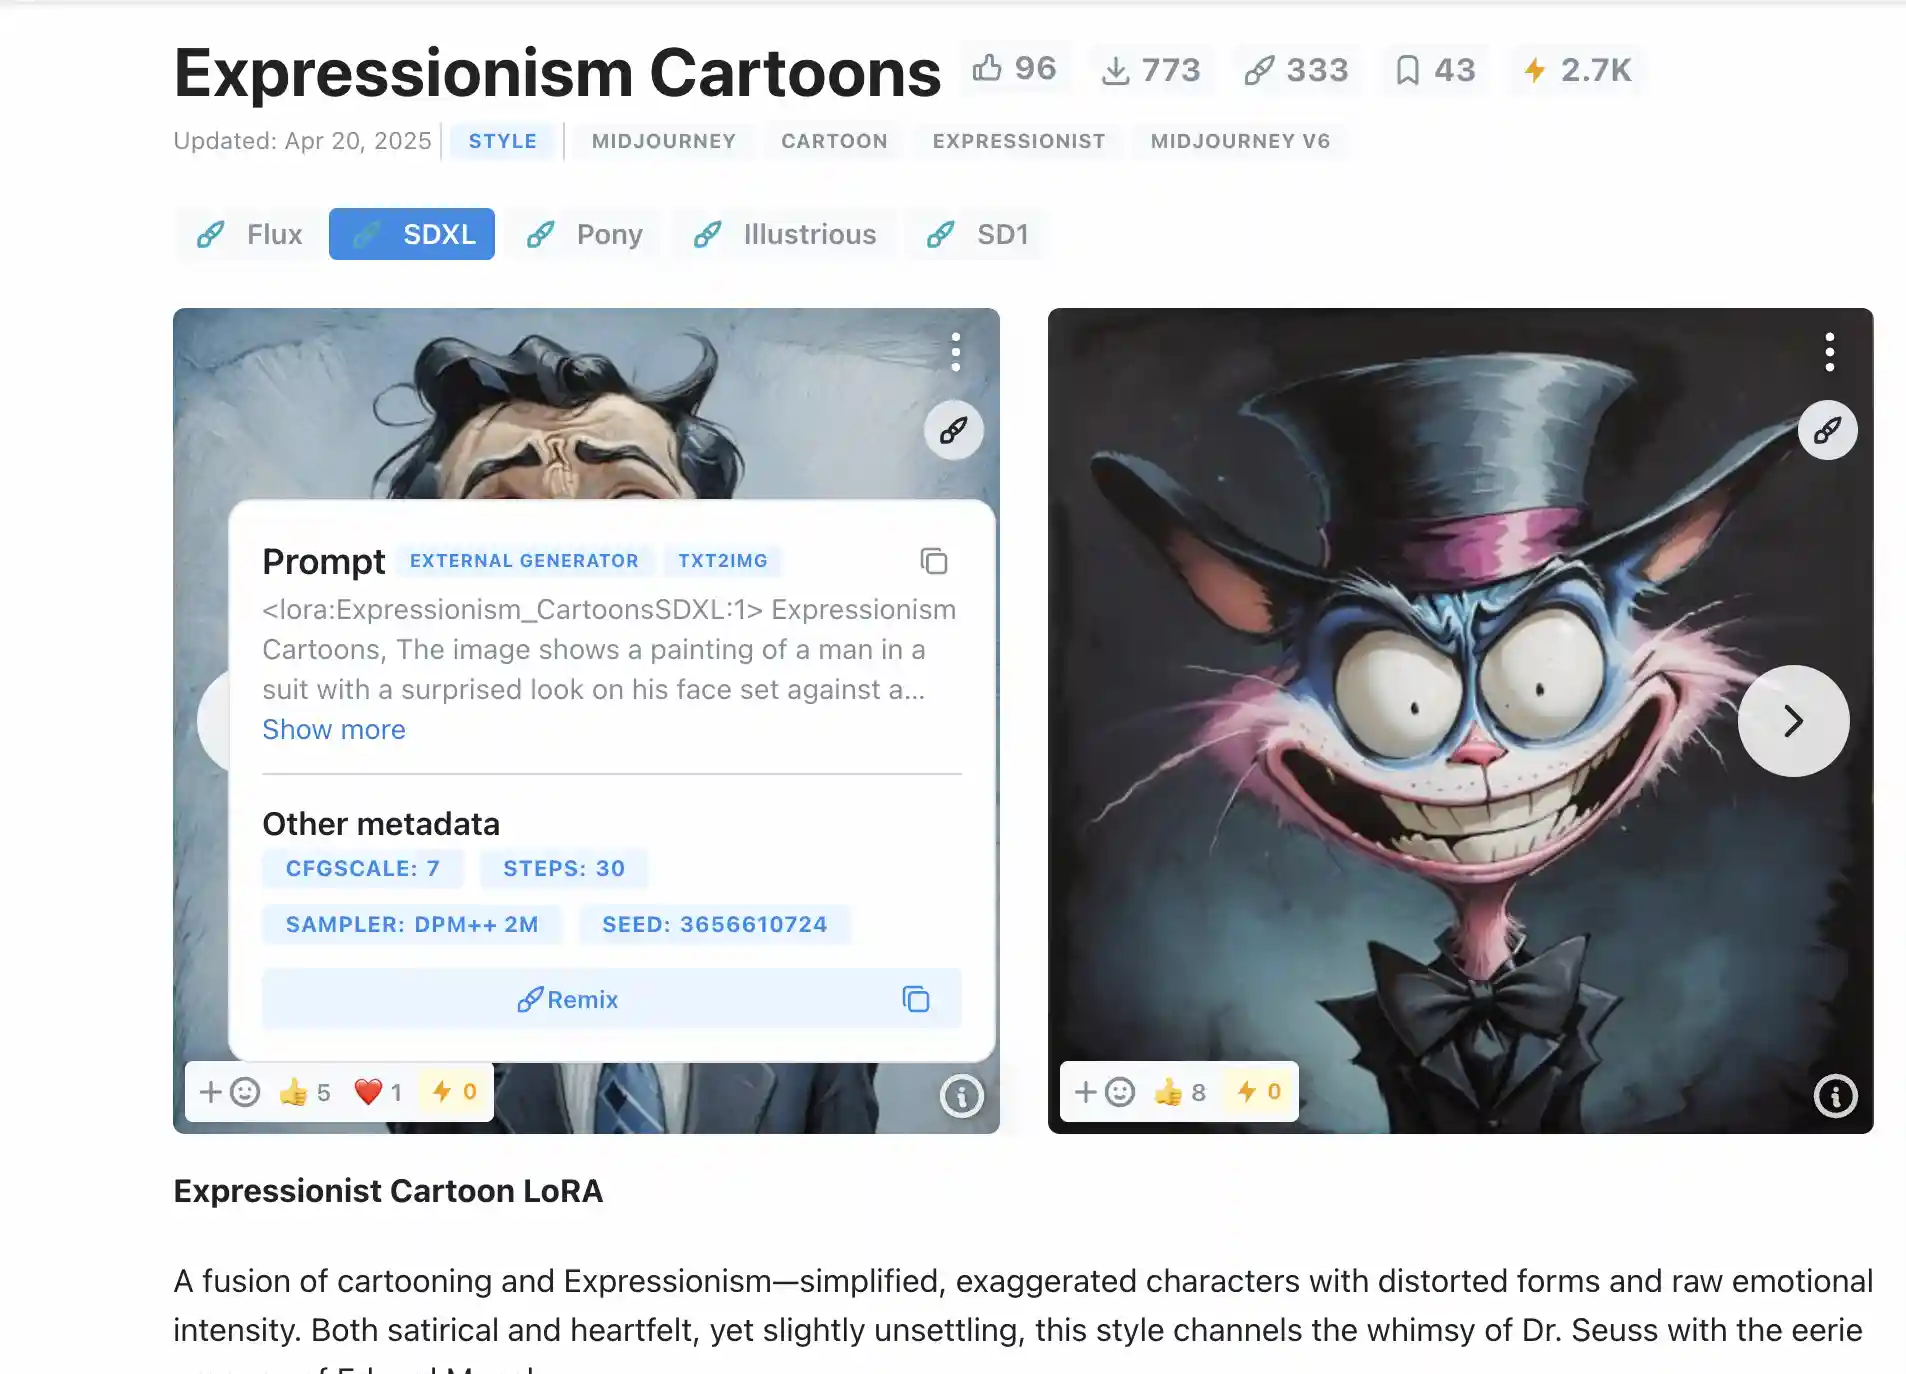 Expressionism Cartoons 96 773 333 43 2.7K
Updated: Apr 20, 2025 STYLE MIDJOURNEY CARTOON EXPRESSIONIST MIDJOURNEY V6
Flux SDXL Pony Illustrious SD1
Prompt EXTERNAL GENERATOR TXT2IMG
<lora:Expressionism_CartoonsSDXL:1> Expressionism
Cartoons, The image shows a painting of a man in a
suit with a surprised look on his face set against a...
Show more
Other metadata
CFGSCALE: 7 STEPS: 30
SAMPLER: DPM++ 2M SEED: 3656610724
Remix
5 1 0
8 0
Expressionist Cartoon LoRA
A fusion of cartooning and Expressionism—simplified, exaggerated characters with distorted forms and raw emotional
intensity. Both satirical and heartfelt, yet slightly unsettling, this style channels the whimsy of Dr. Seuss with the eerie